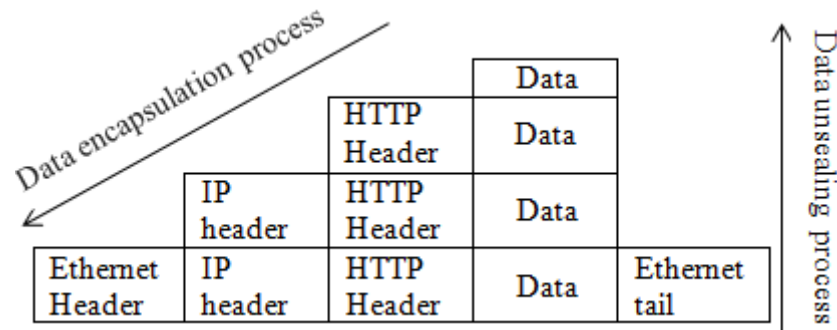 Data encapsulation process
Data unsealing process
Data
HTTP
Header
Data
IP
header
HTTP
Header
Data
Ethernet
Header
IP
header
HTTP
Header
Data
Ethernet
tail